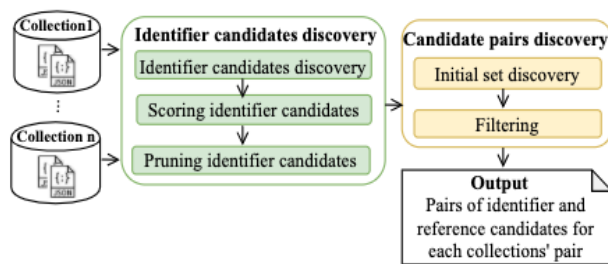 Collection1
{
{:}
JSON
Collection n
{
{:}
JSON
Identifier candidates discovery
Identifier candidates discovery
Scoring identifier candidates
Pruning identifier candidates
Candidate pairs discovery
Initial set discovery
Filtering
Output
Pairs of identifier and
reference candidates for
each collections' pair